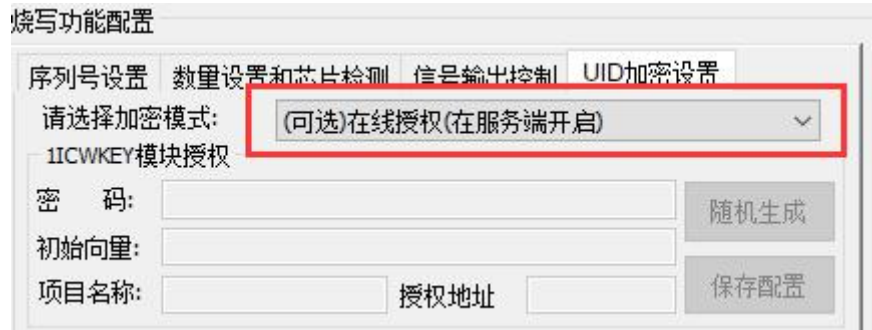 烧写功能配置
序列号设置 数量设置和芯片检测 信号输出控制 UID加密设置
请选择加密模式: (可选)在线授权(在服务端开启)
1ICWKEY模块授权
密 码: 随机生成
初始向量:
项目名称: 授权地址 保存配置